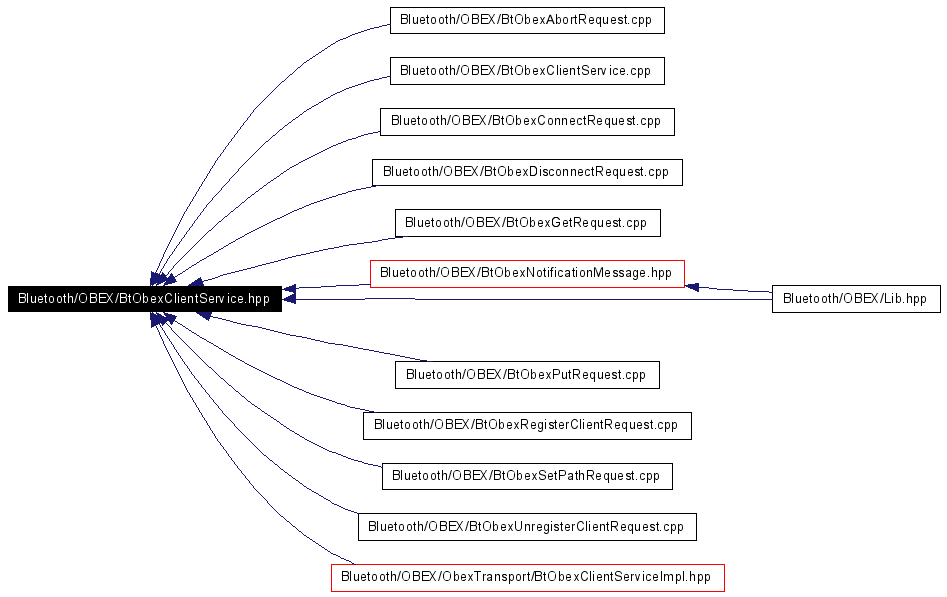 Bluetooth/OBEX/BtObexAbortRequest.cpp
Bluetooth/OBEX/BtObexClientService.cpp
Bluetooth/OBEX/BtObexConnectRequest.cpp
Bluetooth/OBEX/BtObexDisconnectRequest.cpp
Bluetooth/OBEX/BtObexGetRequest.cpp
Bluetooth/OBEX/BtObexNotificationMessage.hpp
Bluetooth/OBEX/BtObexClientService.hpp
Bluetooth/OBEX/Lib.hpp
Bluetooth/OBEX/BtObexPutRequest.cpp
Bluetooth/OBEX/BtObexRegisterClientRequest.cpp
Bluetooth/OBEX/BtObexSetPathRequest.cpp
Bluetooth/OBEX/BtObexUnregisterClientRequest.cpp
Bluetooth/OBEX/ObexTransport/BtObexClientServiceImpl.hpp